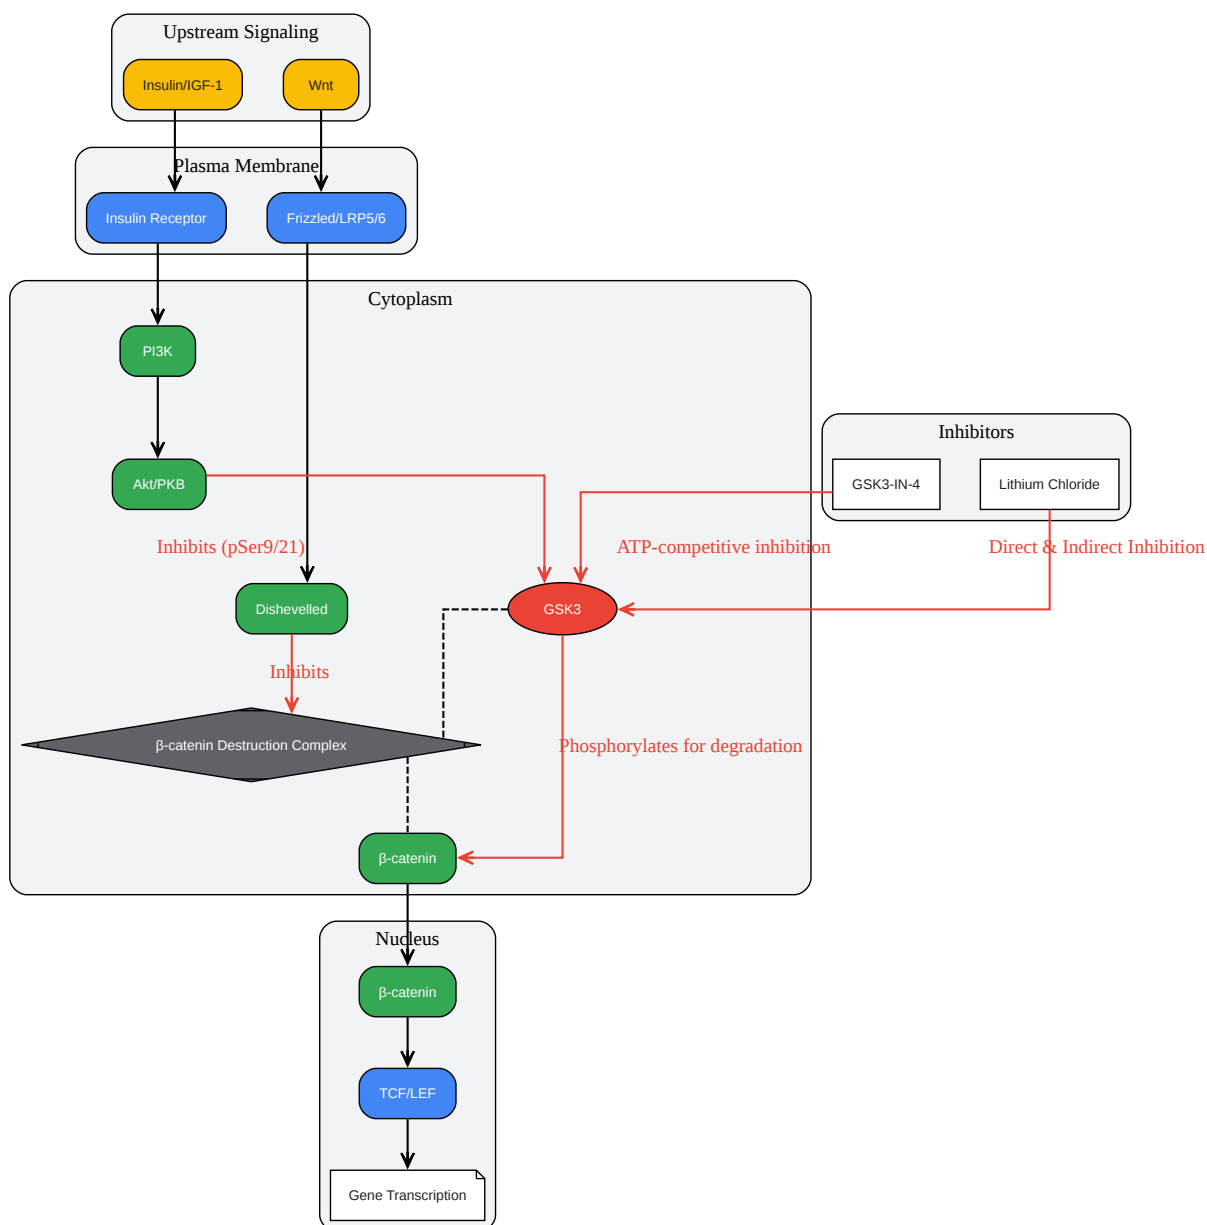 Upstream Signaling
Insulin/IGF-1
Wnt
Plasma Membrane
Insulin Receptor
Frizzled/LRP5/6
Cytoplasm
PI3K
Inhibitors
Akt/PKB
GSK3-IN-4
Lithium Chloride
Inhibits (pSer9/21)
ATP-competitive inhibition
Direct & Indirect Inhibition
Dishevelled
GSK3
Inhibits
β-catenin Destruction Complex
Phosphorylates for degradation
β-catenin
Nucleus
β-catenin
TCF/LEF
Gene Transcription